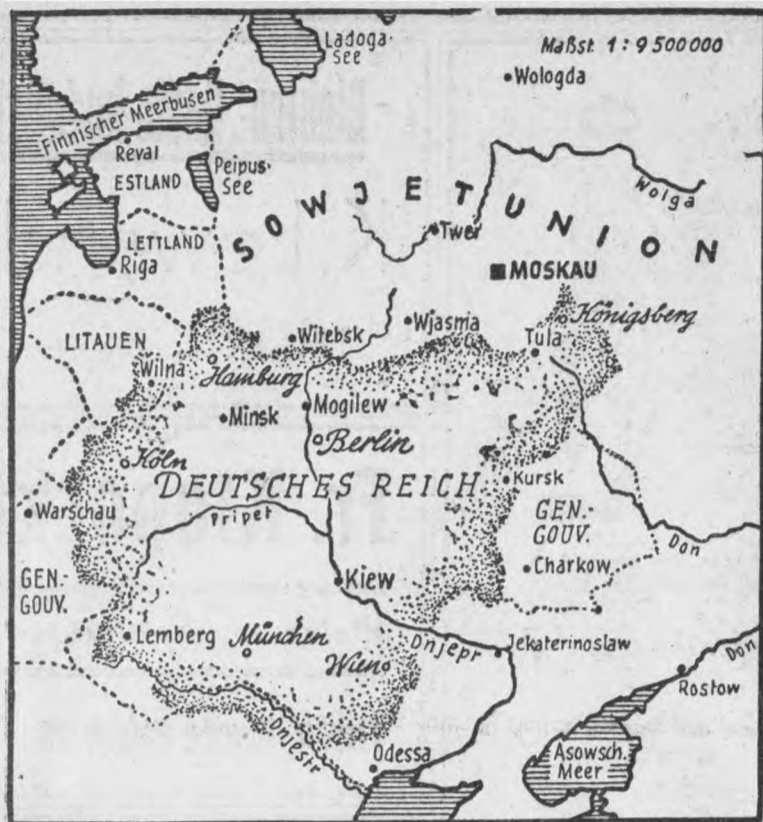 Ladoga-
See
Maßst. 1:9 500 000
Wologda
Finnischer Meerbusen
Reval
ESTLAND
Peipus-
See
Wolga
SOWJETUNION
Twer
LETTLAND
Riga
MOSKAU
LITAUEN
Witebsk
Wjasma
Königsberg
Tula
Wilna
Hamburg
Minsk
Mogilew
Berlin
Köln
DEUTSCHES REICH
Kursk
Warschau
Pripet
GEN.-
GOUV.
Don
GEN.-
GOUV.
Kiew
Charkow
Lemberg
München
Wien
Dnjepr
Jekaterinoslaw
Don
Rostow
Dnjestr
Odessa
Asowsch.
Meer